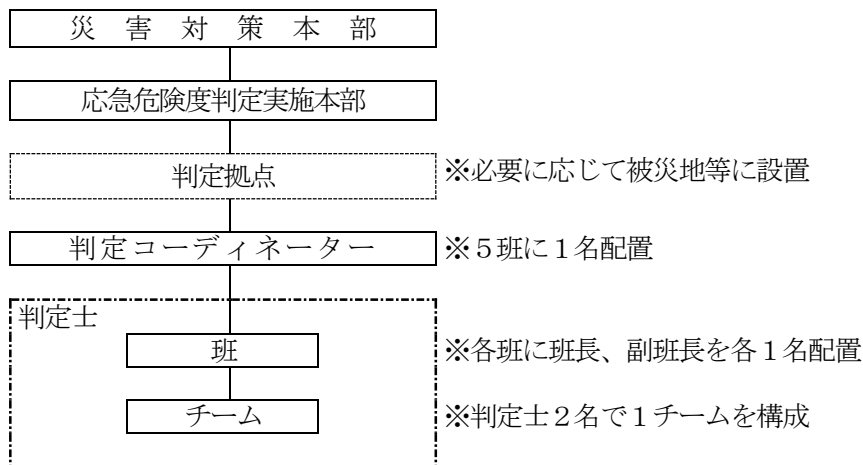 災害対策本部
応急危険度判定実施本部
判定拠点 ※必要に応じて被災地等に設置
判定コーディネーター ※５班に１名配置
判定士
班 ※各班に班長、副班長を各１名配置
チーム ※判定士２名で１チームを構成